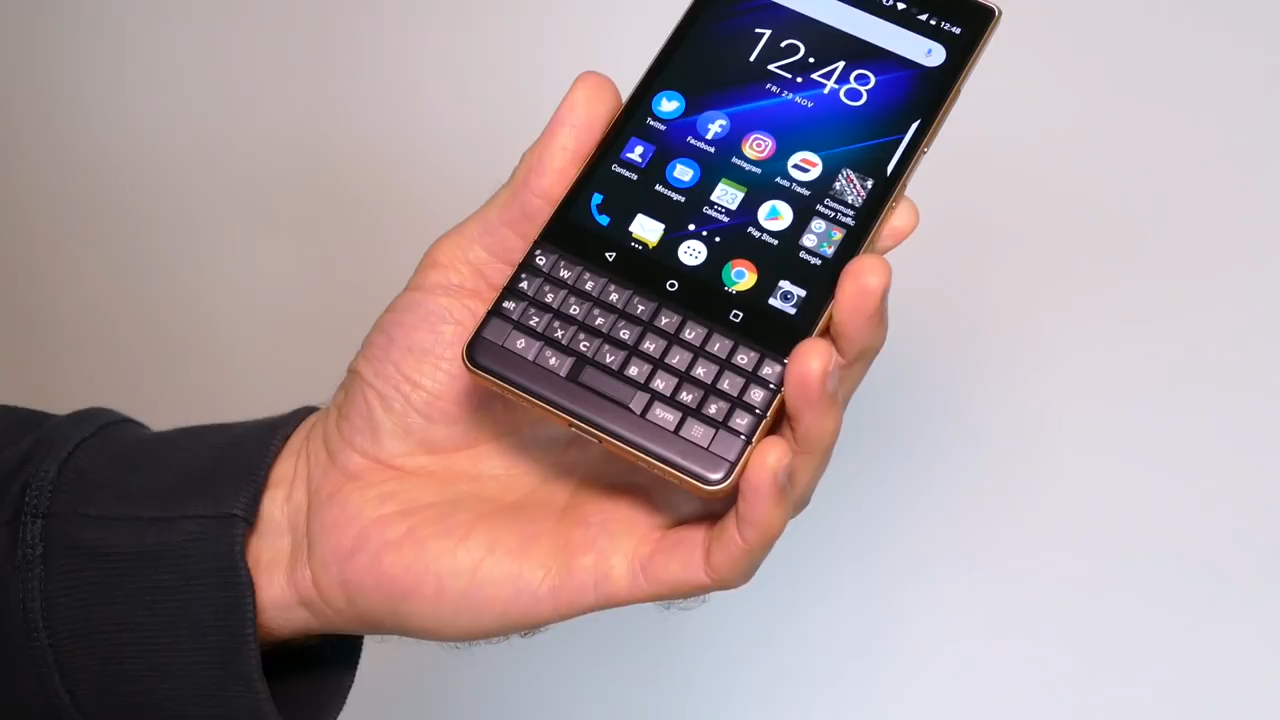 12:48
12:48
FRI 23 NOV
Twitter
Facebook
Instagram
Auto Trader
Commute:
Heavy Traffic
Contacts
Messages
23
Calendar
Play Store
Google
Q W E R T Y U I O P
A S D F G H J K L
alt Z X C V B N M $
sym